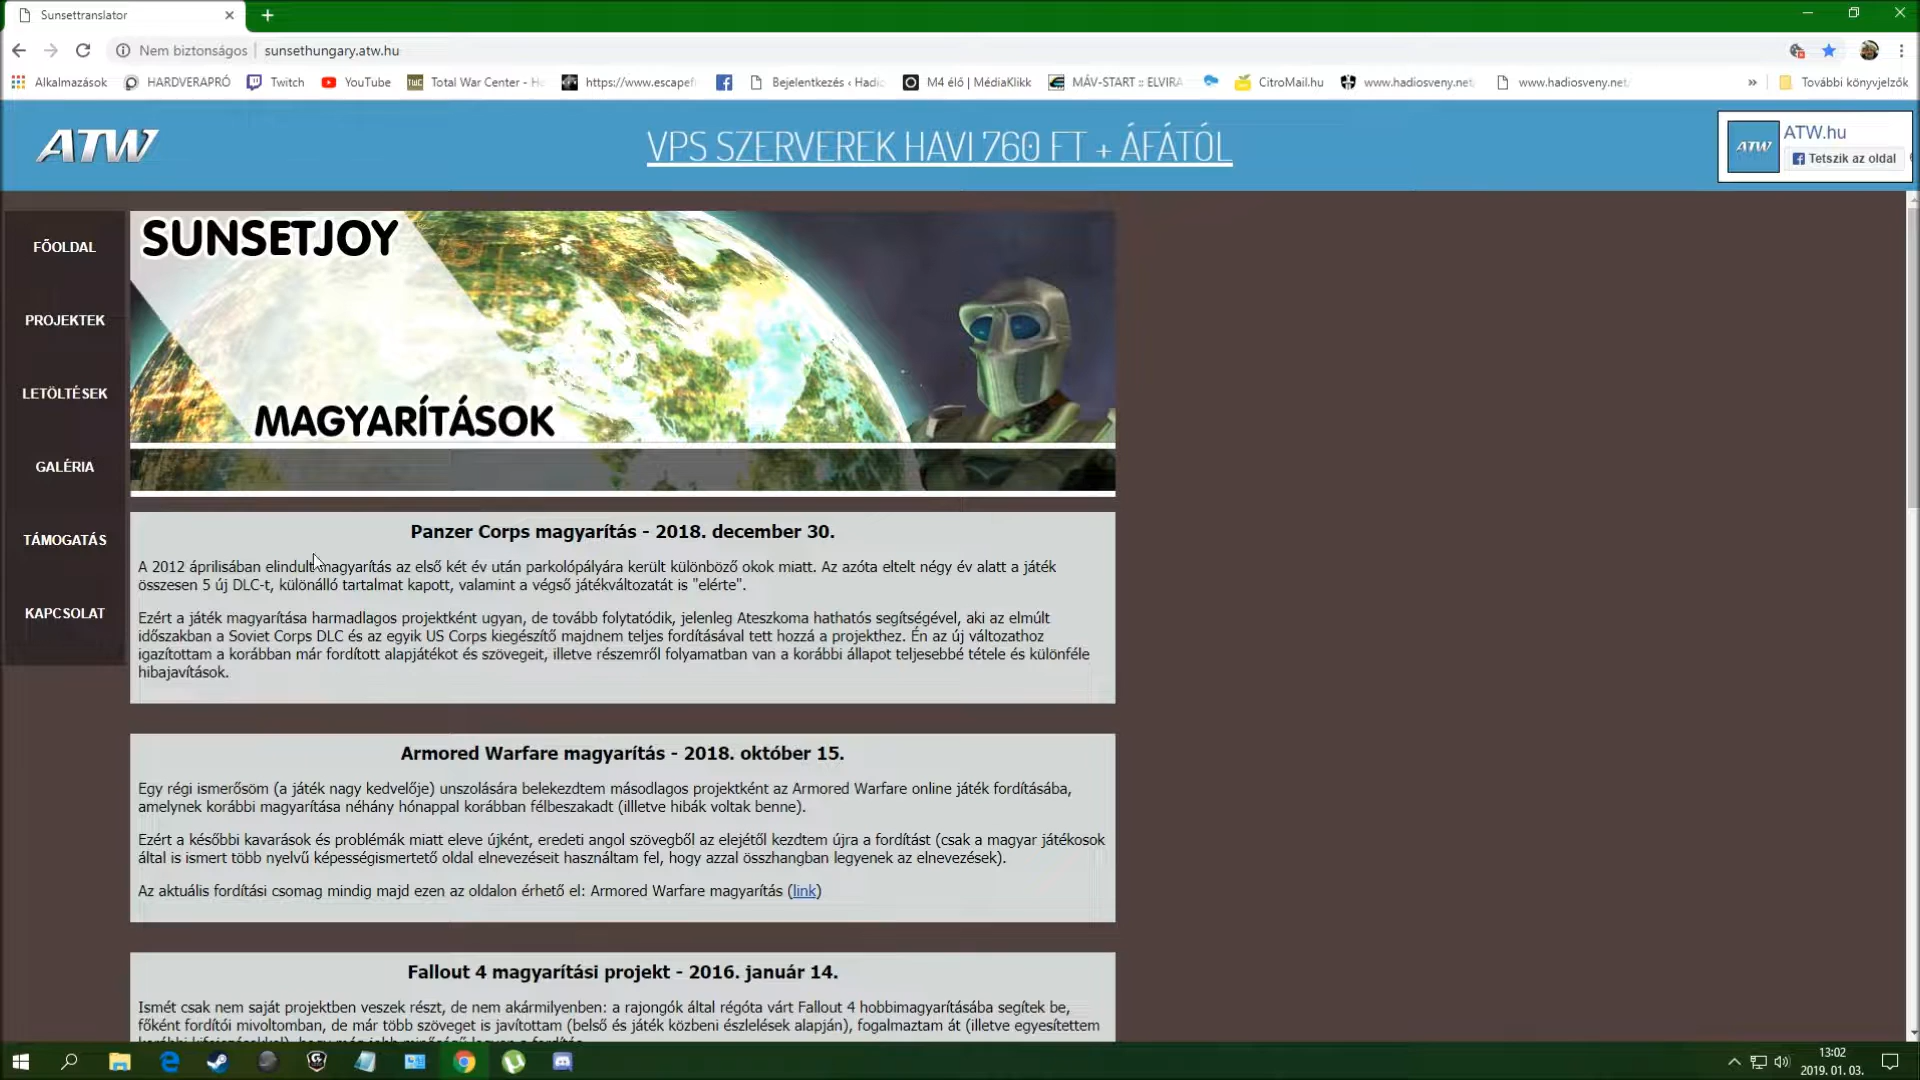 Sunsettranslator
Nem biztonságos
sunsethungary.atw.hu
Alkalmazások
HARDVERAPRÓ
Twitch
YouTube
Total War Center - H
https://www.escapef
Bejelentkezés ‹ Hadi
M4 élő | MédiaKlikk
MÁV-START :: ELVIRA
CitroMail.hu
www.hadiosveny.net
www.hadiosveny.net
»
További könyvjelzők
ATW
VPS SZERVEREK HAVI 760 FT + ÁFÁTÓL
ATW
ATW.hu
Tetszik az oldal
FŐOLDAL
PROJEKTEK
LETÖLTÉSEK
GALÉRIA
TÁMOGATÁS
KAPCSOLAT
SUNSETJOY
MAGYARÍTÁSOK
Panzer Corps magyarítás - 2018. december 30.
A 2012 áprilisában elindult magyarítás az első két év után parkolópályára került különböző okok miatt. Az azóta eltelt négy év alatt a játék
összesen 5 új DLC-t, különálló tartalmat kapott, valamint a végső játékváltozatát is "elérte".
Ezért a játék magyarítása harmadlagos projektként ugyan, de tovább folytatódik, jelenleg Ateszkoma hathatós segítségével, aki az elmúlt
időszakban a Soviet Corps DLC és az egyik US Corps kiegészítő majdnem teljes fordításával tett hozzá a projekthez. Én az új változathoz
igazítottam a korábban már fordított alapjátékot és szövegeit, illetve részemről folyamatban van a korábbi állapot teljesebbé tétele és különféle
hibajavítások.
Armored Warfare magyarítás - 2018. október 15.
Egy régi ismerősöm (a játék nagy kedvelője) unszolására belekezdtem másodlagos projektként az Armored Warfare online játék fordításába,
amelynek korábbi magyarítása néhány hónappal korábban félbeszakadt (illletve hibák voltak benne).
Ezért a későbbi kavarások és problémák miatt eleve újként, eredeti angol szövegből az elejétől kezdtem újra a fordítást (csak a magyar játékosok
által is ismert több nyelvű képességismertető oldal elnevezéseit használtam fel, hogy azzal összhangban legyenek az elnevezések).
Az aktuális fordítási csomag mindig majd ezen az oldalon érhető el: Armored Warfare magyarítás (link)
Fallout 4 magyarítási projekt - 2016. január 14.
Ismét csak nem saját projektben veszek részt, de nem akármilyenben: a rajongók által régóta várt Fallout 4 hobbimagyarításába segítek be,
főként fordítói mivoltomban, de már több szöveget is javítottam (belső és játék közbeni észlelések alapján), fogalmaztam át (illetve egyesítettem
13:02
2019. 01. 03.